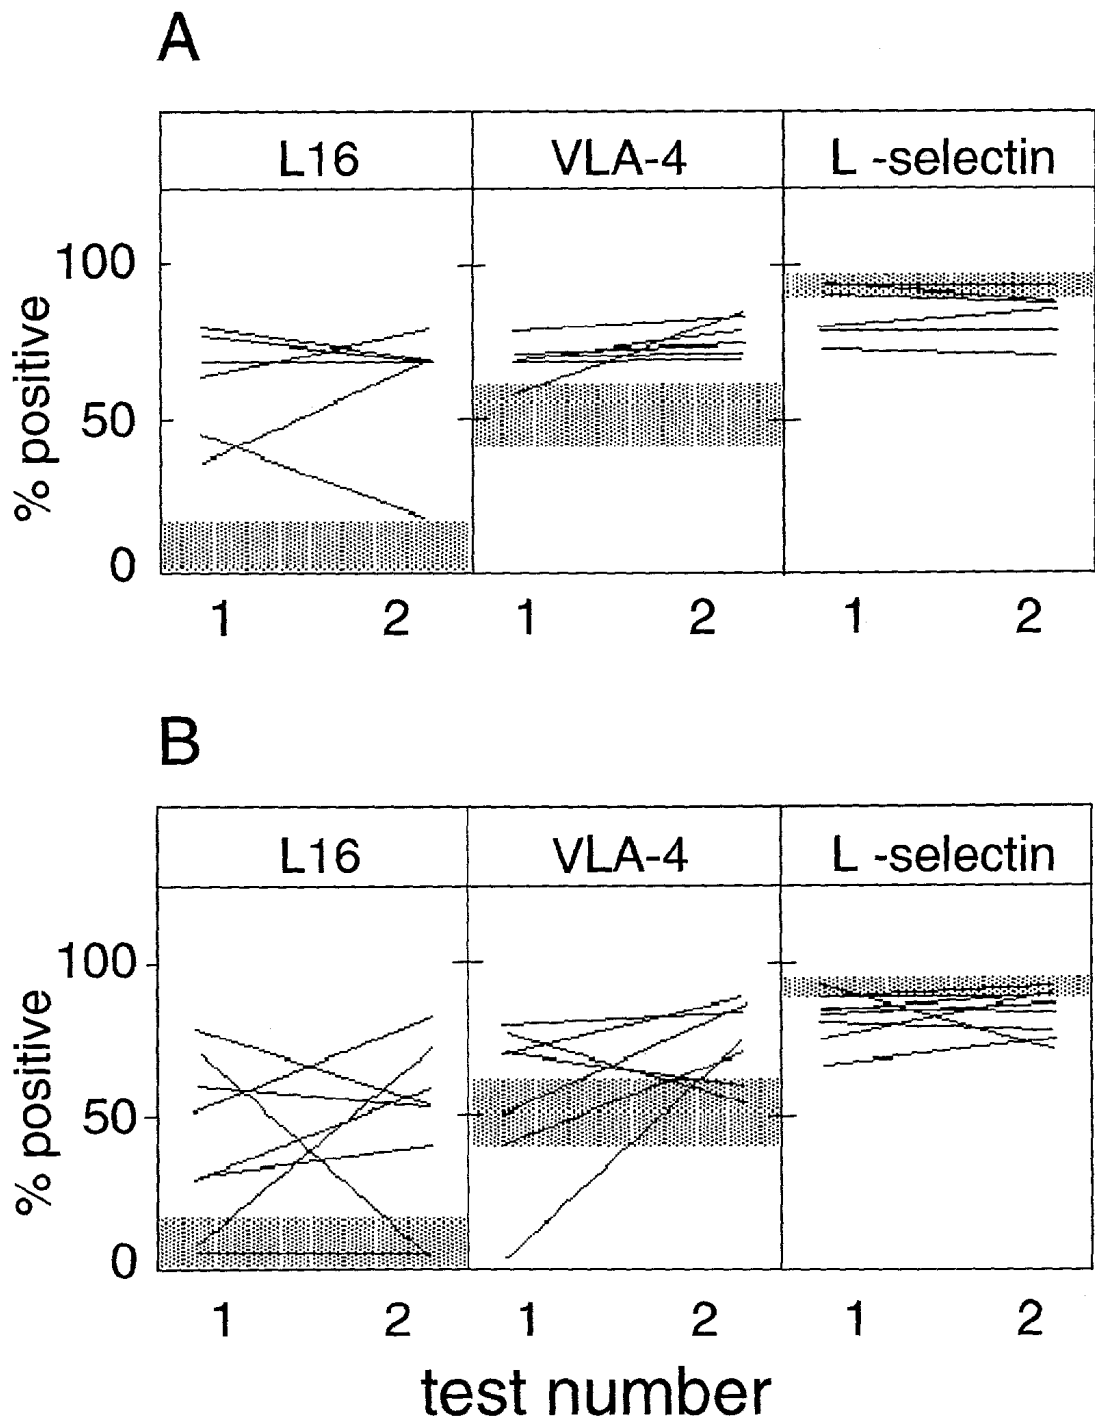 A
L16 VLA-4 L -selectin
100
50
0
% positive
1 2 1 2 1 2
B
L16 VLA-4 L -selectin
100
50
0
% positive
1 2 1 2 1 2
test number